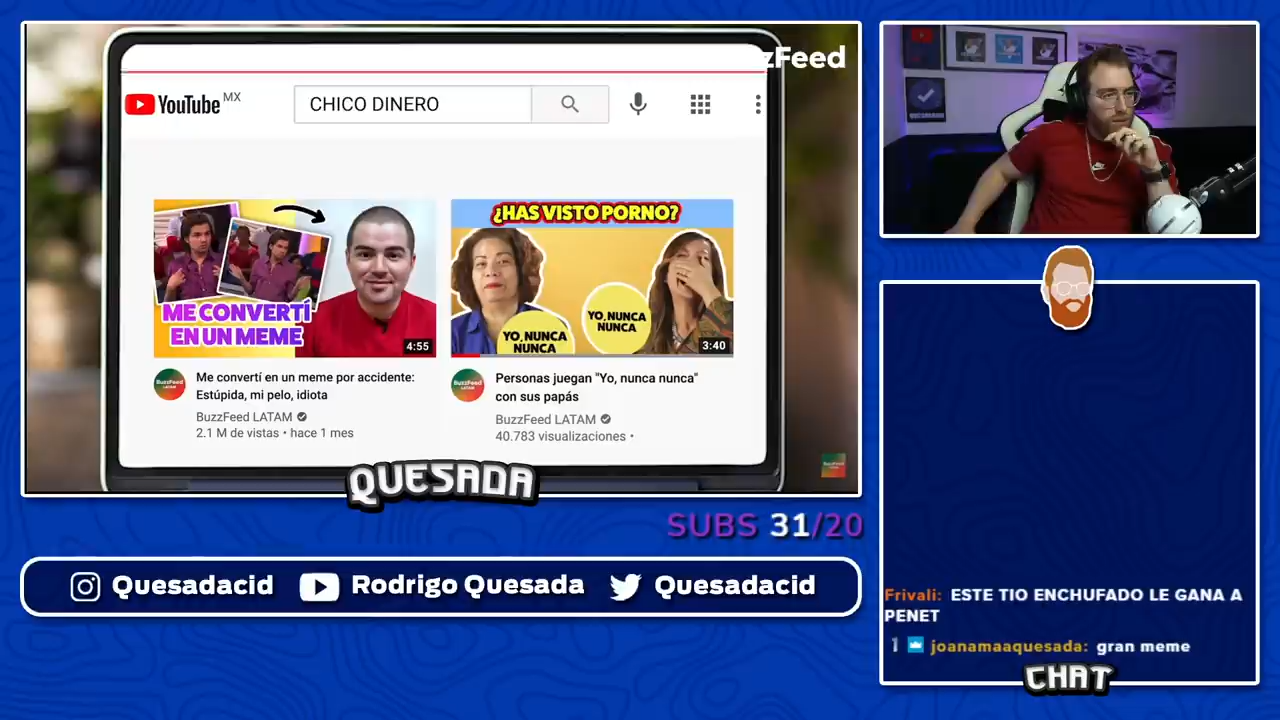 zFeed
YouTube MX
CHICO DINERO
ME CONVERTÍ
EN UN MEME
4:55
¿HAS VISTO PORNO?
YO, NUNCA
NUNCA
YO, NUNCA
NUNCA
3:40
BuzzFeed
LATAM
Me convertí en un meme por accidente:
Estúpida, mi pelo, idiota
BuzzFeed LATAM
2.1 M de vistas • hace 1 mes
BuzzFeed
LATAM
Personas juegan "Yo, nunca nunca"
con sus papás
BuzzFeed LATAM
40.783 visualizaciones •
QUESADA
SUBS 31/20
Quesadacid
Rodrigo Quesada
Quesadacid
Frivali: ESTE TIO ENCHUFADO LE GANA A
PENET
1 joanamaaquesada: gran meme
CHAT